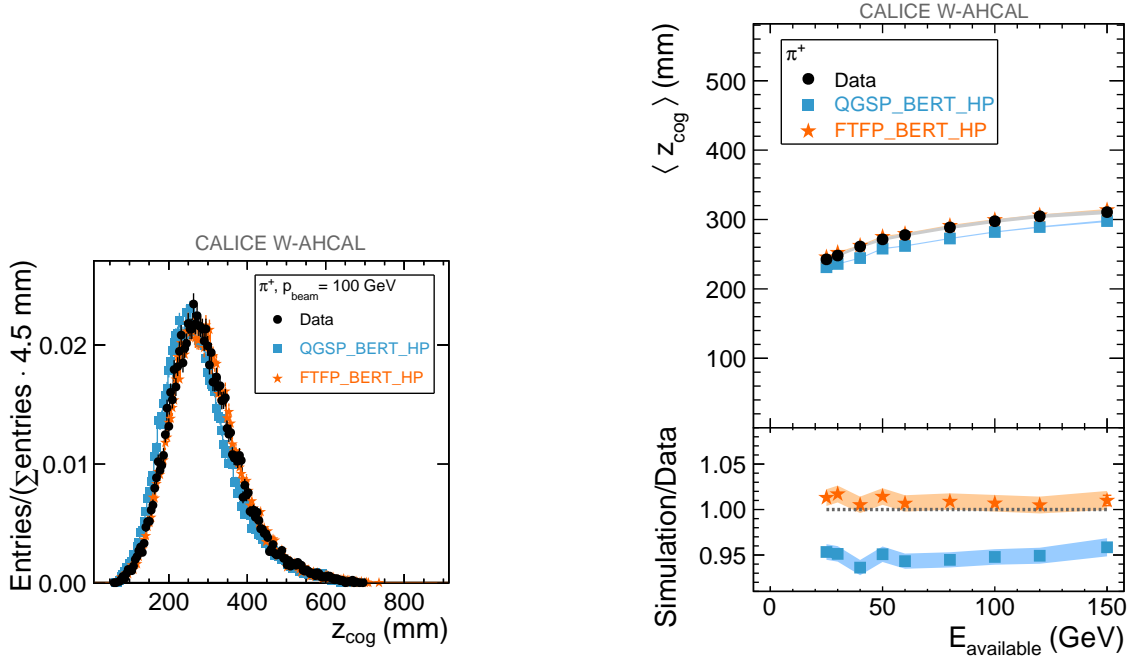 CALICE W-AHCAL
π⁺, p_beam = 100 GeV
Data
QGSP_BERT_HP
FTFP_BERT_HP
Entries/(∑entries · 4.5 mm)
0.02
0.01
0.00
200 400 600 800
z_cog (mm)
CALICE W-AHCAL
π⁺
Data
QGSP_BERT_HP
FTFP_BERT_HP
⟨ z_cog ⟩ (mm)
500
400
300
200
100
Simulation/Data
1.05
1.00
0.95
0 50 100 150
E_available (GeV)